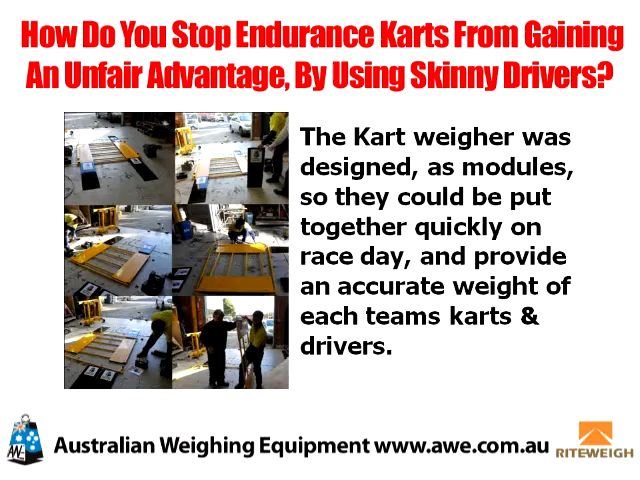 How Do You Stop Endurance Karts From Gaining
An Unfair Advantage, By Using Skinny Drivers?
The Kart weigher was
designed, as modules,
so they could be put
together quickly on
race day, and provide
an accurate weight of
each teams karts &
drivers.
Australian Weighing Equipment www.awe.com.au
RITEWEIGH